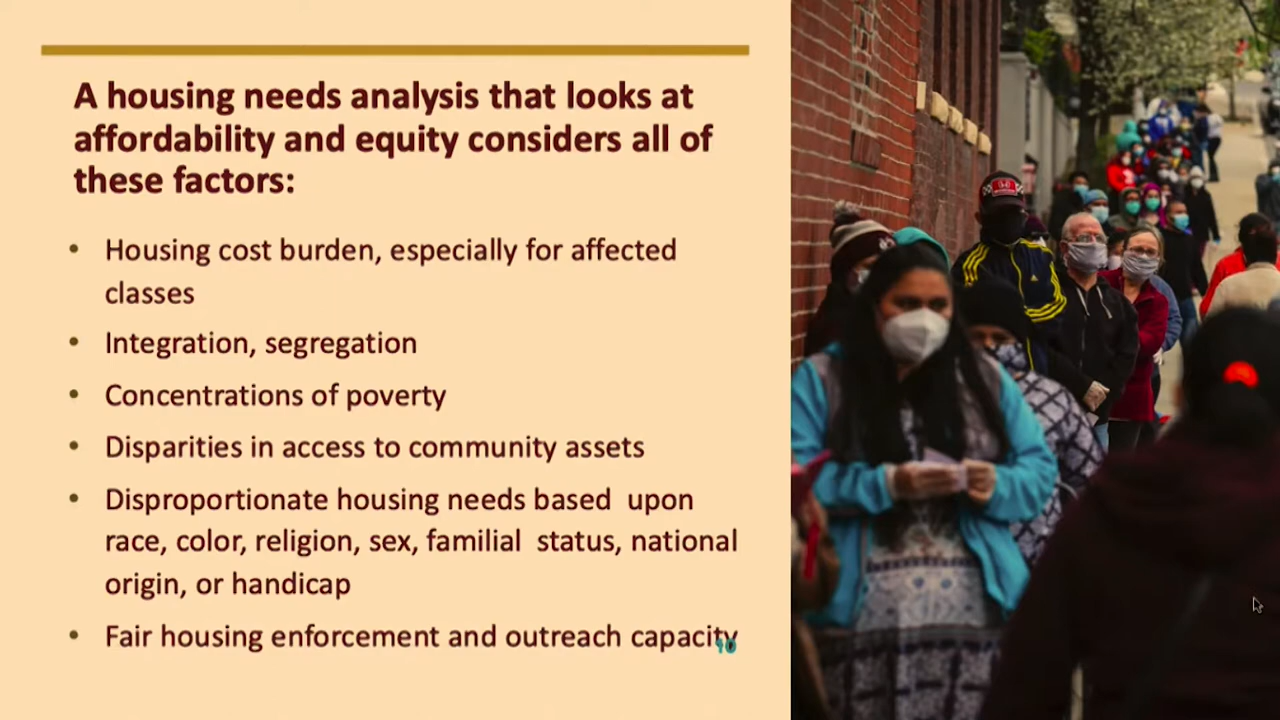 A housing needs analysis that looks at
affordability and equity considers all of
these factors:
• Housing cost burden, especially for affected
classes
• Integration, segregation
• Concentrations of poverty
• Disparities in access to community assets
• Disproportionate housing needs based  upon
race, color, religion, sex, familial  status, national
origin, or handicap
• Fair housing enforcement and outreach capacity
10